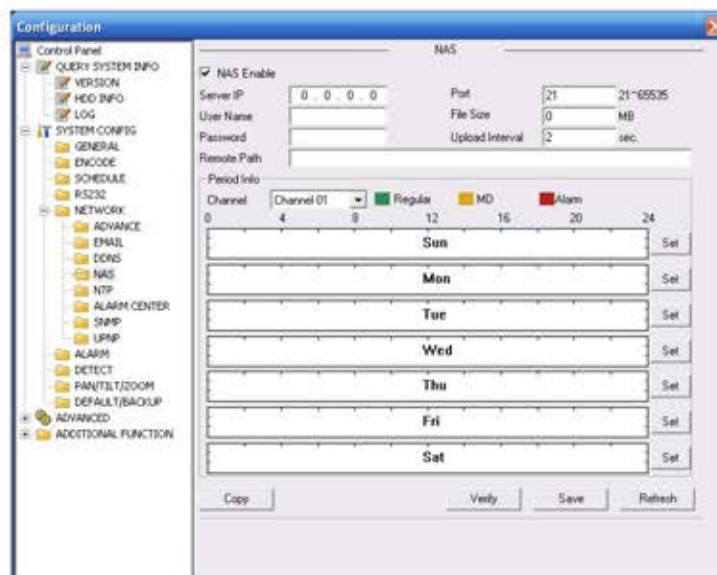 Configuration
Control Panel
QUERY SYSTEM INFO
VERSION
HDD INFO
LOG
SYSTEM CONFIG
GENERAL
ENCODE
SCHEDULE
RS232
NETWORK
ADVANCE
EMAIL
DDNS
NAS
NTP
ALARM CENTER
SNMP
UPNP
ALARM
DETECT
PAN/TILT/ZOOM
DEFAULT/BACKUP
ADVANCED
ADDITIONAL FUNCTION
NAS
NAS Enable
Server IP 0 . 0 . 0 . 0 Port 21 21~65535
User Name File Size 0 MB
Password Upload Interval 2 sec.
Remote Path
Period Info
Channel Channel 01 Regular MD Alarm
0 4 8 12 16 20 24
Sun Set
Mon Set
Tue Set
Wed Set
Thu Set
Fri Set
Sat Set
Copy Verify Save Refresh